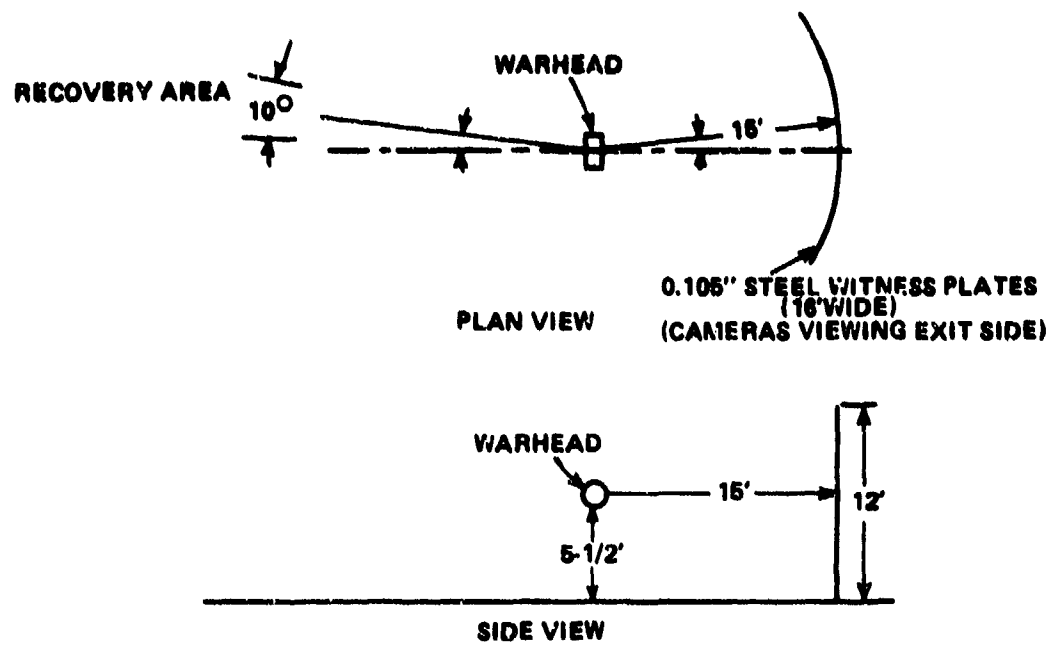 WARHEAD
RECOVERY AREA
10°
15'
0.105" STEEL WITNESS PLATES
(16'WIDE)
(CAMERAS VIEWING EXIT SIDE)
PLAN VIEW
WARHEAD
15'
12'
5-1/2'
SIDE VIEW